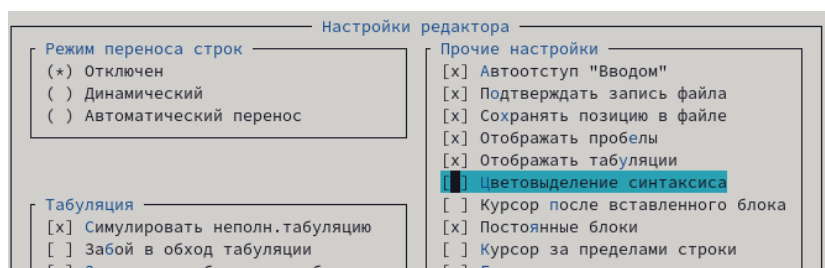 Настройки редактора
Режим переноса строк
(*) Отключен
( ) Динамический
( ) Автоматический перенос
Табуляция
[x] Симулировать неполн.табуляцию
[ ] Забой в обход табуляции
Прочие настройки
[x] Автоотступ "Вводом"
[x] Подтверждать запись файла
[x] Сохранять позицию в файле
[x] Отображать пробелы
[x] Отображать табуляции
[ ] Цветовыделение синтаксиса
[ ] Курсор после вставленного блока
[x] Постоянные блоки
[ ] Курсор за пределами строки